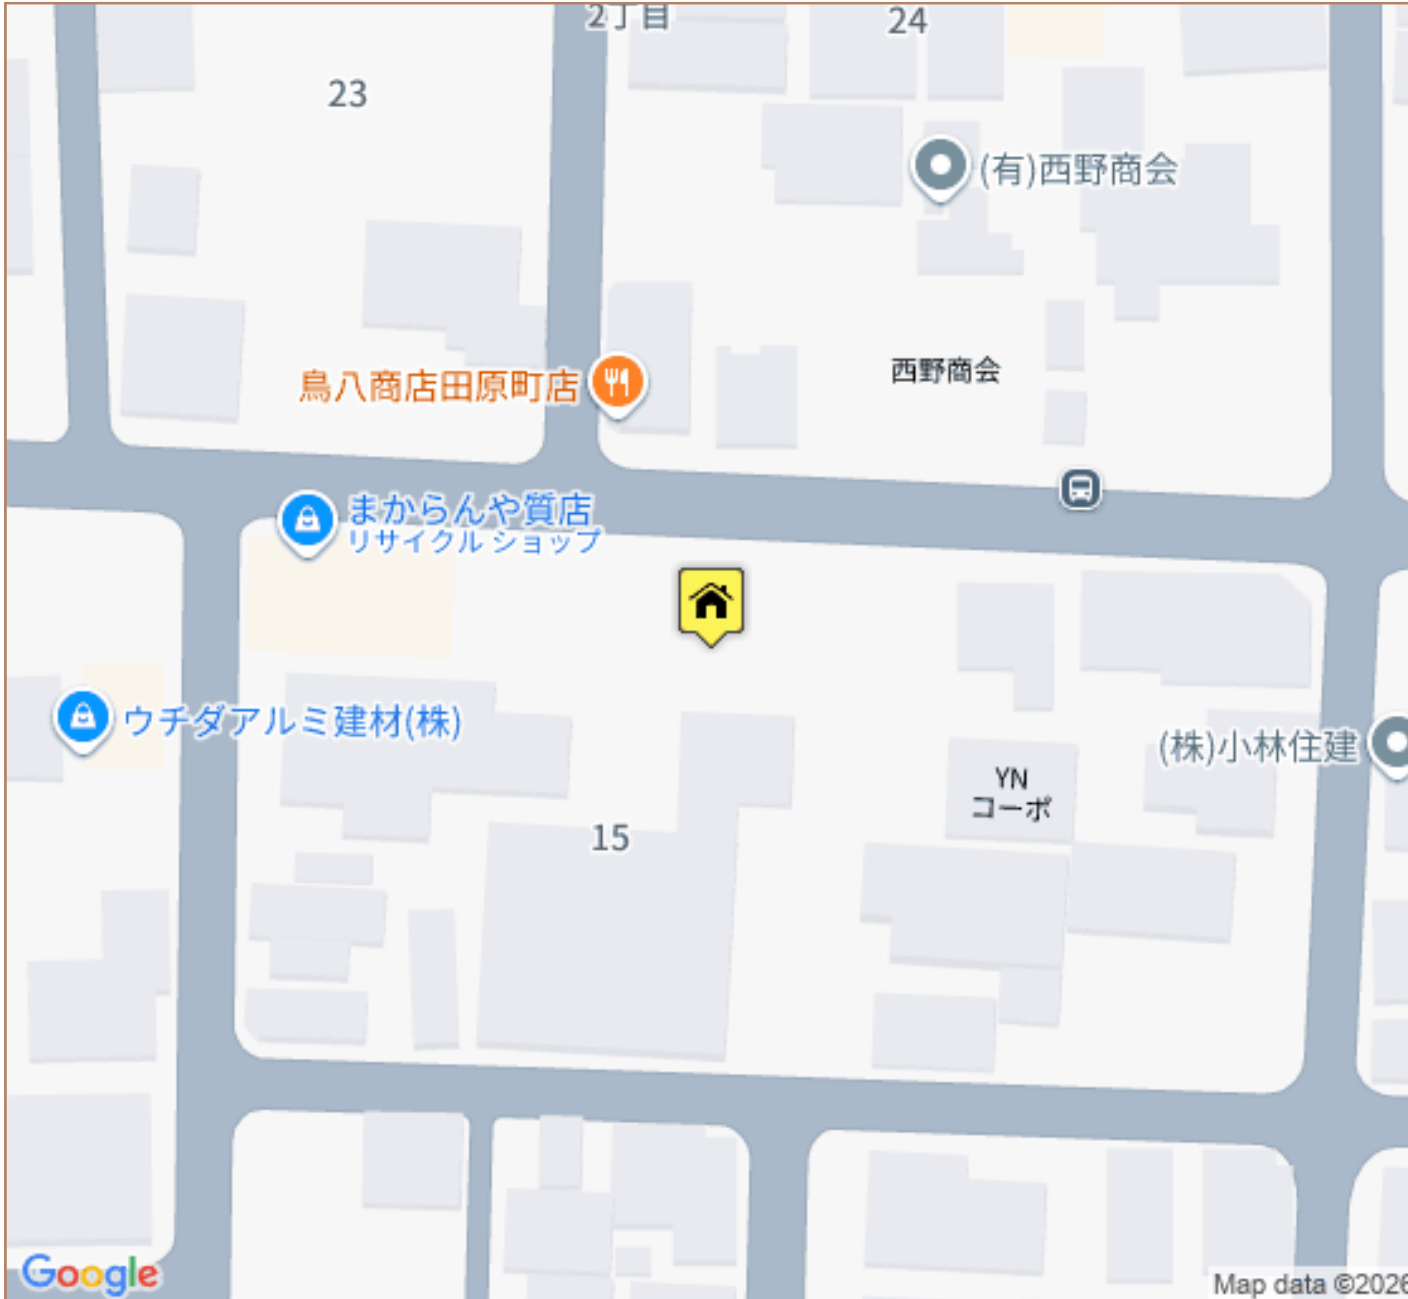 2丁目
24
23
(有)西野商会
西野商会
鳥八商店田原町店
まからんや質店
リサイクル ショップ
ウチダアルミ建材(株)
(株)小林住建
YN
コーポ
15
Google
Map data ©2026